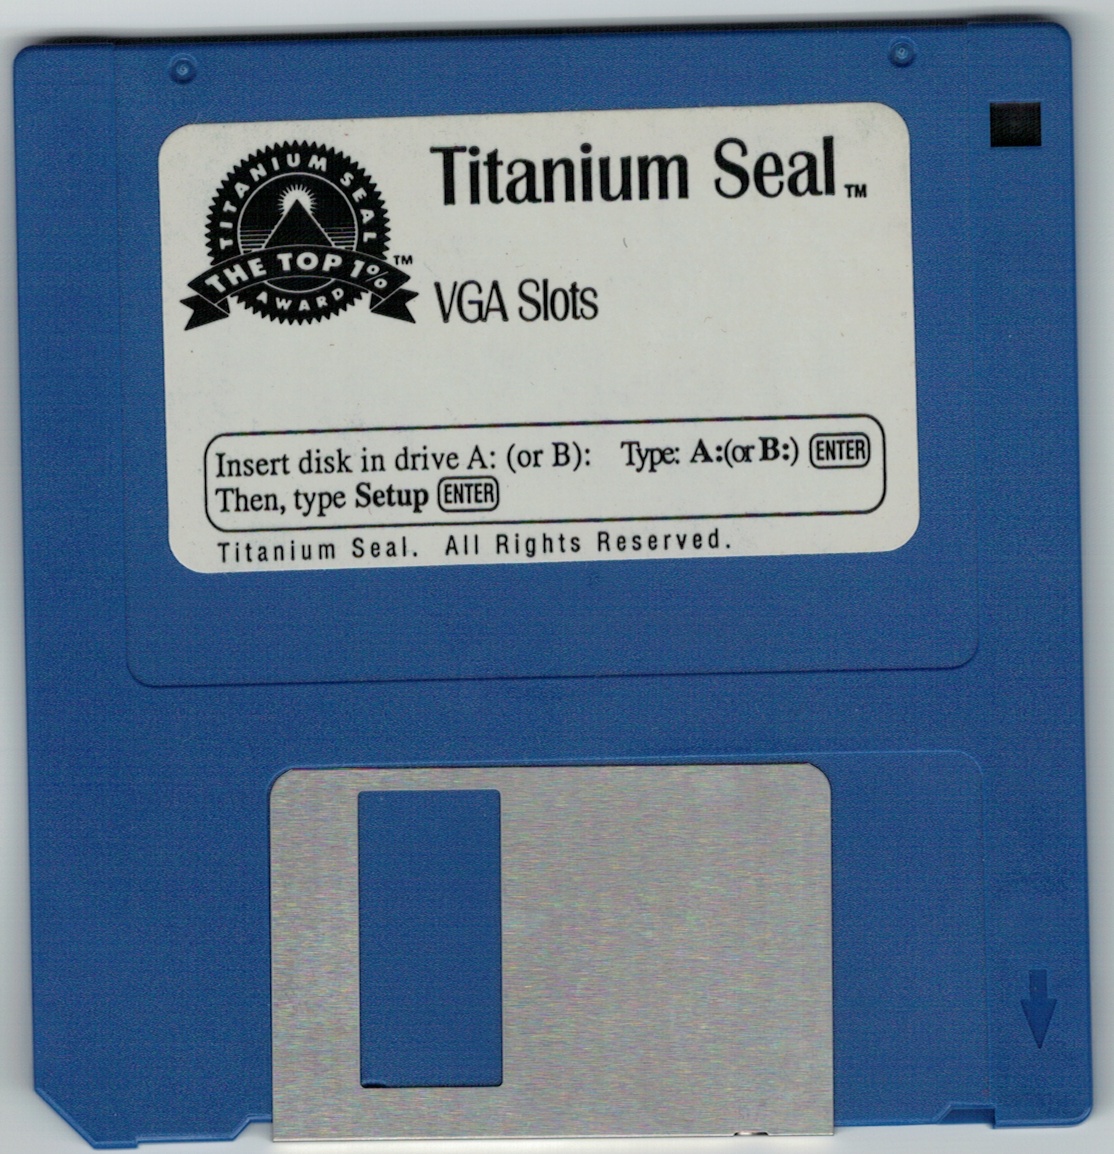 TITANIUM SEAL
THE TOP 1% ™
AWARD
Titanium Seal™
VGA Slots
Insert disk in drive A: (or B): Type: A:(or B:) ENTER
Then, type Setup ENTER
Titanium Seal. All Rights Reserved.